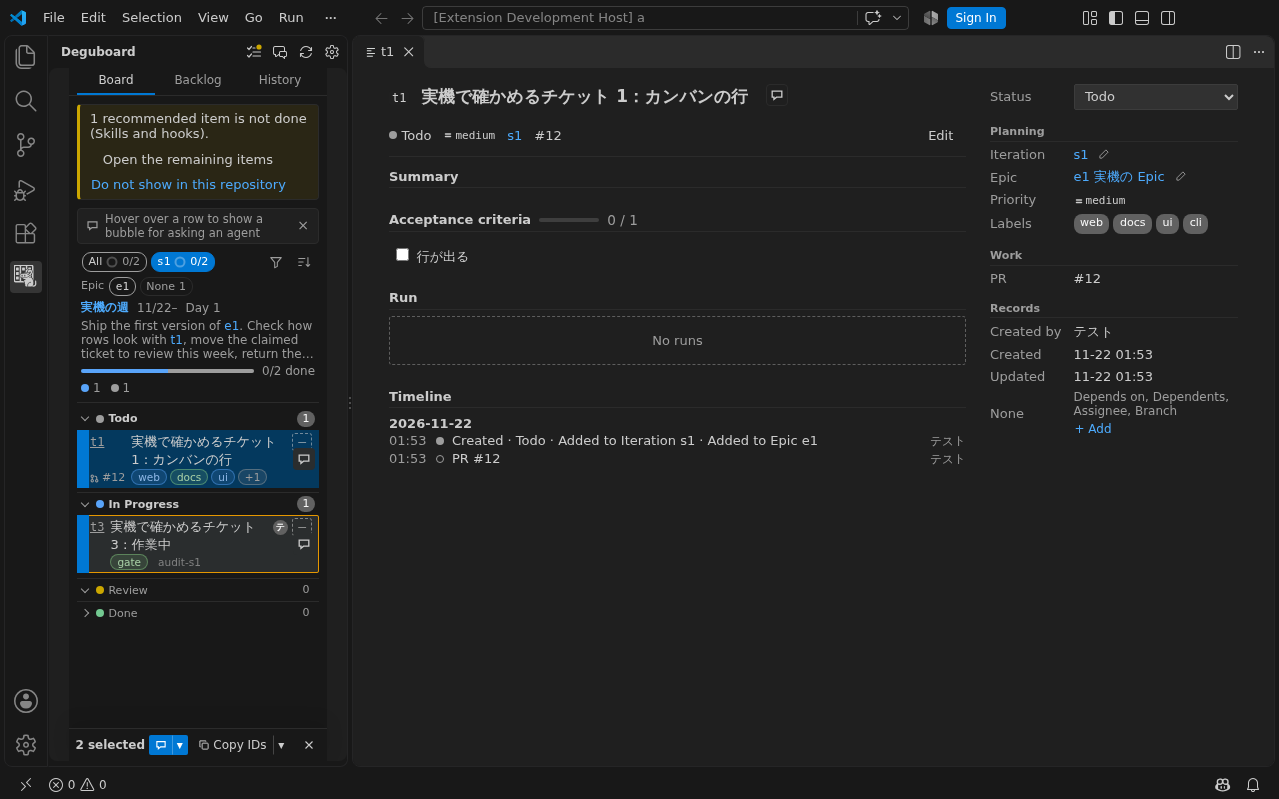 File Edit Selection View Go Run ···
[Extension Development Host] a
Sign In
Deguboard
Board Backlog History
1 recommended item is not done
(Skills and hooks).
Open the remaining items
Do not show in this repository
Hover over a row to show a
bubble for asking an agent
All 0/2 s1 0/2
Epic e1 None 1
実機の週 11/22– Day 1
Ship the first version of e1. Check how
rows look with t1, move the claimed
ticket to review this week, return the...
0/2 done
1 1
Todo 1
t1 実機で確かめるチケット
1：カンバンの行
#12 web docs ui +1
In Progress 1
t3 実機で確かめるチケット テ
3：作業中
gate audit-s1
Review 0
Done 0
2 selected Copy IDs
0 0
t1
t1 実機で確かめるチケット 1：カンバンの行
Todo medium s1 #12 Edit
Summary
Acceptance criteria 0 / 1
行が出る
Run
No runs
Timeline
2026-11-22
01:53 Created · Todo · Added to Iteration s1 · Added to Epic e1 テスト
01:53 PR #12 テスト
Status Todo
Planning
Iteration s1
Epic e1 実機の Epic
Priority medium
Labels web docs ui cli
Work
PR #12
Records
Created by テスト
Created 11-22 01:53
Updated 11-22 01:53
None Depends on, Dependents,
Assignee, Branch
+ Add